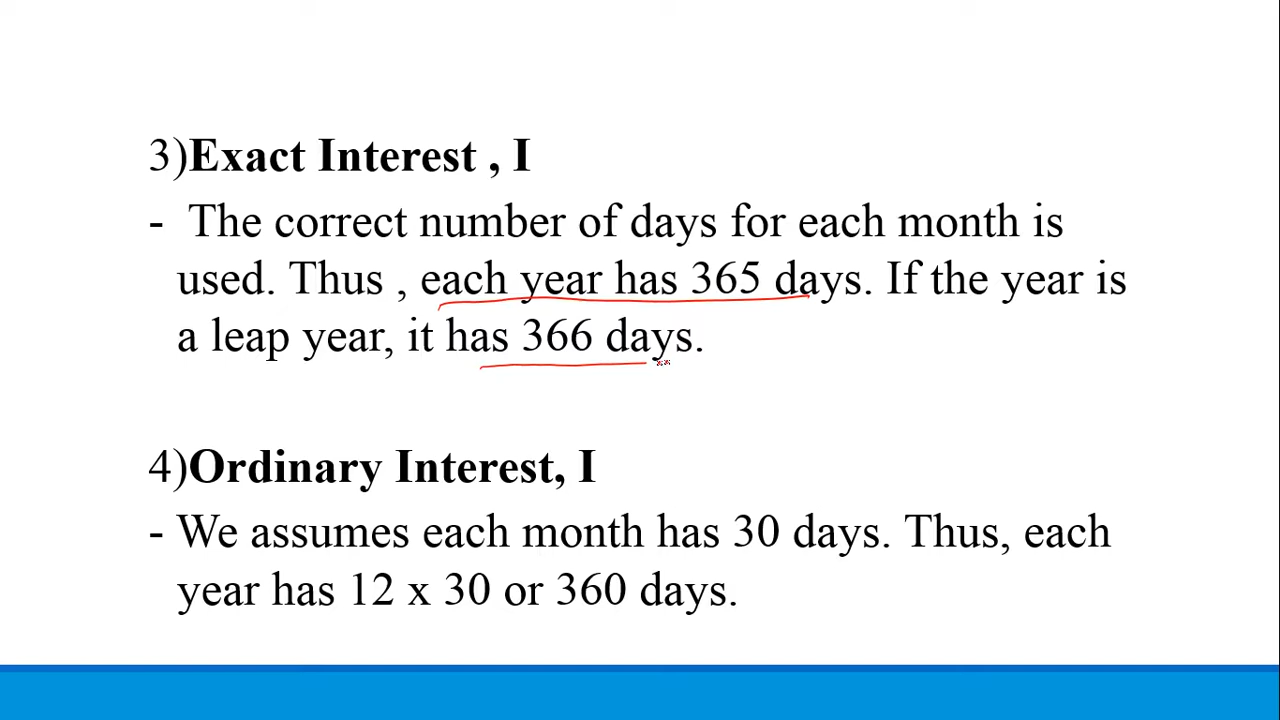 3)Exact Interest , I
- The correct number of days for each month is
used. Thus , each year has 365 days. If the year is
a leap year, it has 366 days.
4)Ordinary Interest, I
- We assumes each month has 30 days. Thus, each
year has 12 x 30 or 360 days.